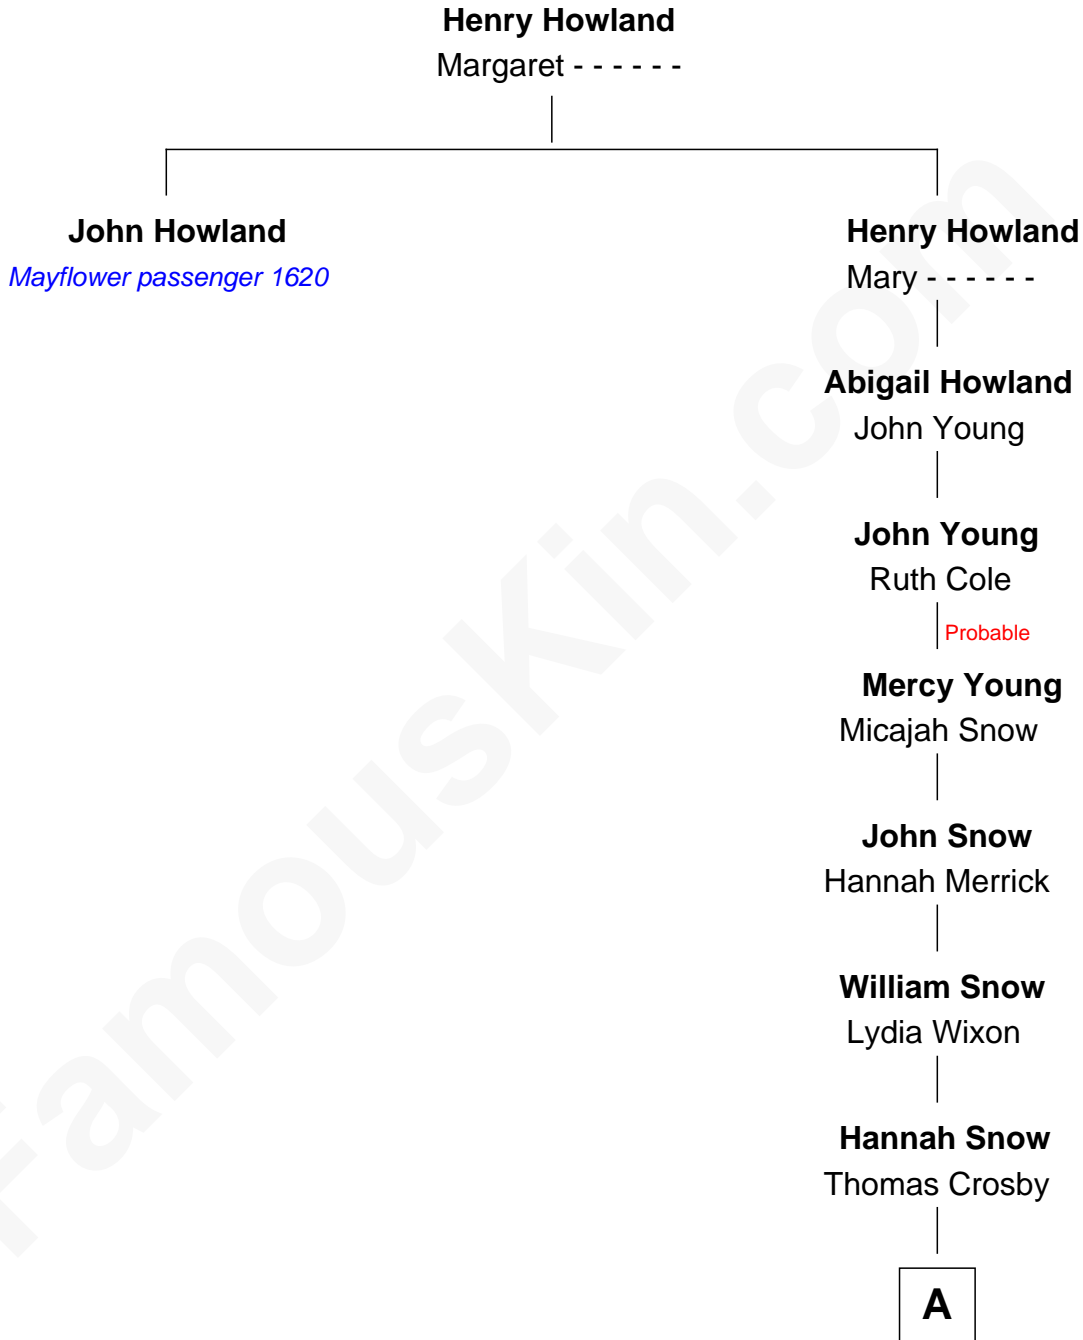 Henry Howland
Margaret - - - - - -
John Howland
Mayflower passenger 1620
Henry Howland
Mary - - - - - -
Abigail Howland
John Young
John Young
Ruth Cole
Probable
Mercy Young
Micajah Snow
John Snow
Hannah Merrick
William Snow
Lydia Wixon
Hannah Snow
Thomas Crosby
A
FamousKin.com